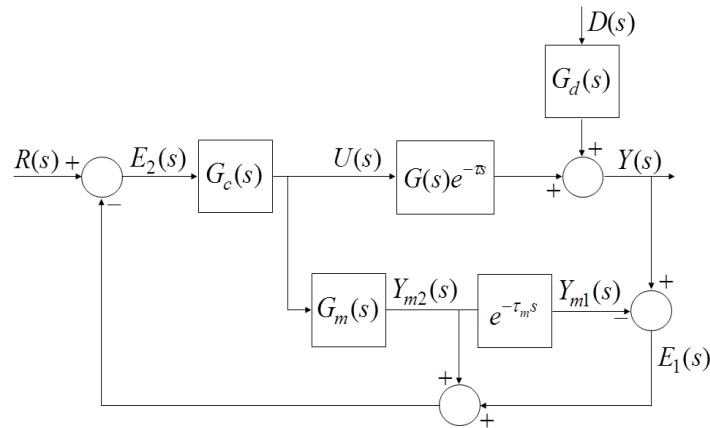 D(s)
G_d(s)
R(s) + E_2(s) G_c(s) U(s) G(s)e^{-τs} + + Y(s)
−
G_m(s) Y_{m2}(s) e^{-τ_m s} Y_{m1}(s) + −
E_1(s)
+ +